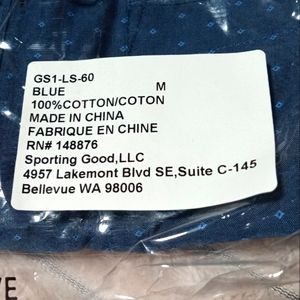 GS1-LS-60
BLUE M
100%COTTON/COTON
MADE IN CHINA
FABRIQUE EN CHINE
RN# 148876
Sporting Good,LLC
4957 Lakemont Blvd SE,Suite C-145
Bellevue WA 98006